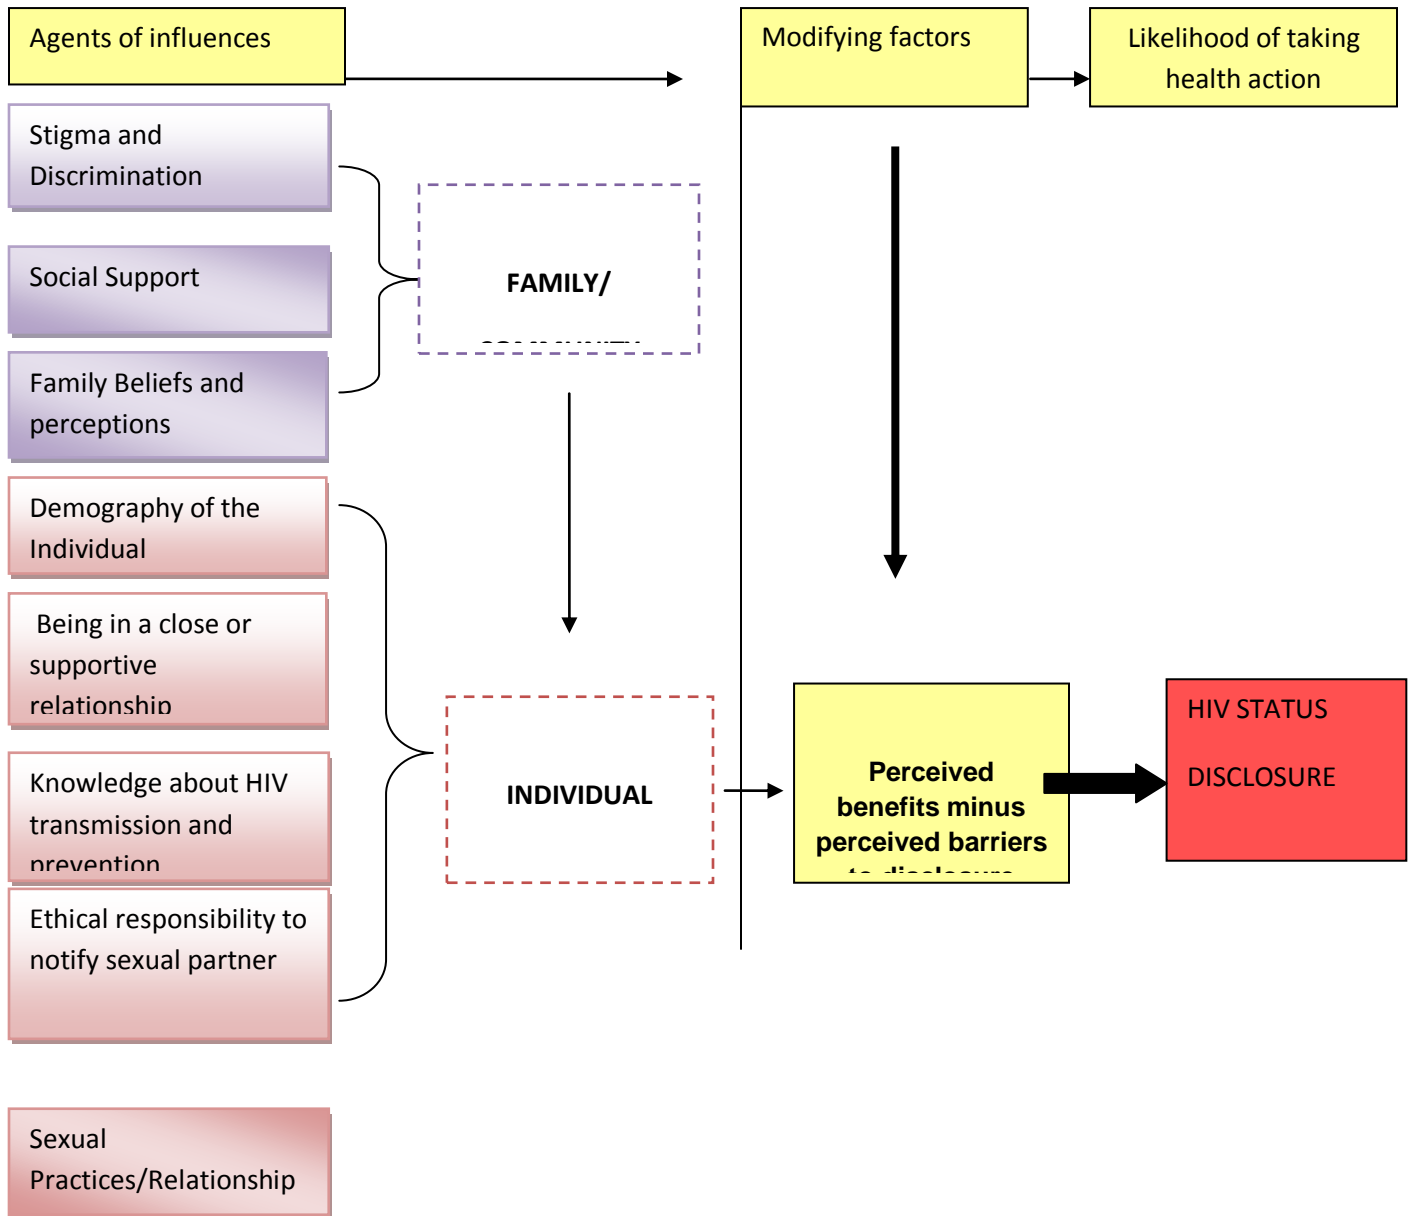 Agents of influences
Modifying factors
Likelihood of taking
health action
Stigma and
Discrimination
Social Support
Family Beliefs and
perceptions
FAMILY/
Demography of the
Individual
Being in a close or
supportive
relationship
Knowledge about HIV
transmission and
prevention
Ethical responsibility to
notify sexual partner
Sexual
Practices/Relationship
INDIVIDUAL
Perceived
benefits minus
perceived barriers
to disclosure
HIV STATUS
DISCLOSURE